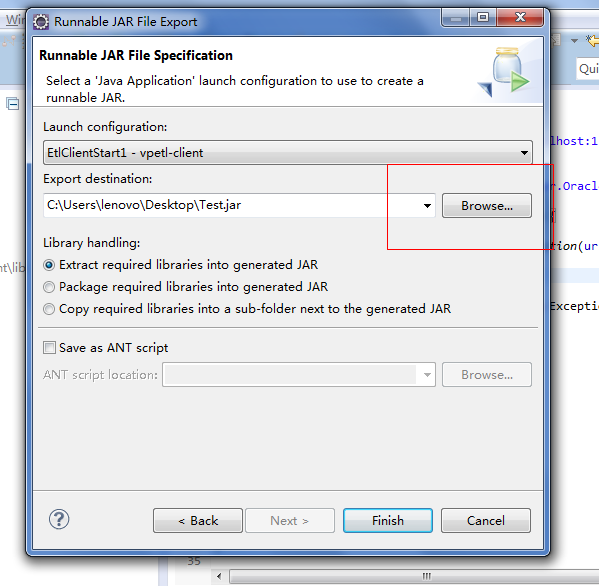 Runnable JAR File Export
Win
Runnable JAR File Specification
Select a 'Java Application' launch configuration to use to create a
runnable JAR.
Qui
Launch configuration:
lhost:1
EtlClientStart1 - vpetl-client
Export destination:
r.Oracl
C:\Users\lenovo\Desktop\Test.jar
Browse...
Library handling:
tion(ur
nt\lib
Extract required libraries into generated JAR
Package required libraries into generated JAR
Copy required libraries into a sub-folder next to the generated JAR
Exceptio
Save as ANT script
ANT script location:
Browse...
?
< Back
Next >
Finish
Cancel
35